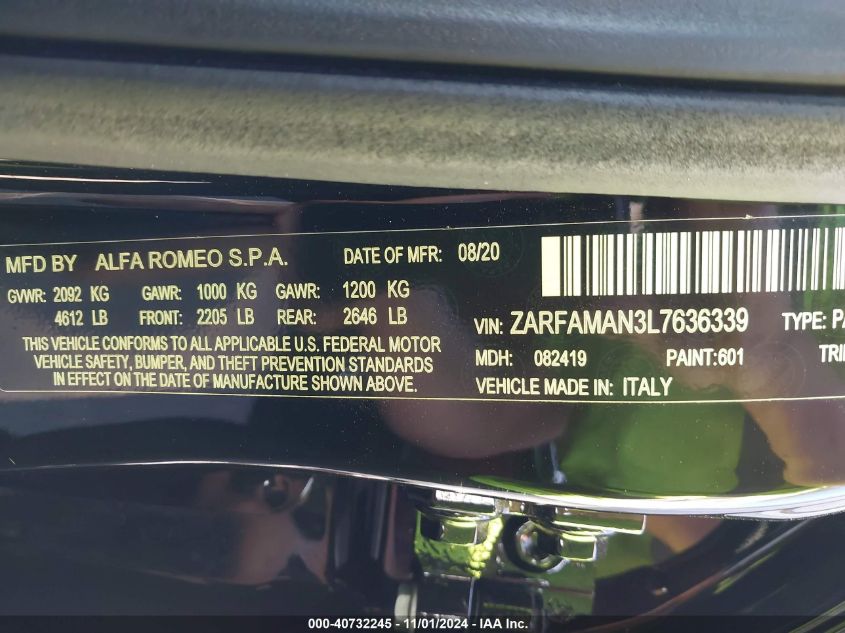 MFD BY ALFA ROMEO S.P.A. DATE OF MFR: 08/20
GVWR: 2092 KG GAWR: 1000 KG GAWR: 1200 KG
4612 LB FRONT: 2205 LB REAR: 2646 LB
THIS VEHICLE CONFORMS TO ALL APPLICABLE U.S. FEDERAL MOTOR
VEHICLE SAFETY, BUMPER, AND THEFT PREVENTION STANDARDS
IN EFFECT ON THE DATE OF MANUFACTURE SHOWN ABOVE.
VIN: ZARFAMAN3L7636339 TYPE: PA
MDH: 082419 PAINT:601 TRI
VEHICLE MADE IN: ITALY
000-40732245 - 11/01/2024 - IAA Inc.